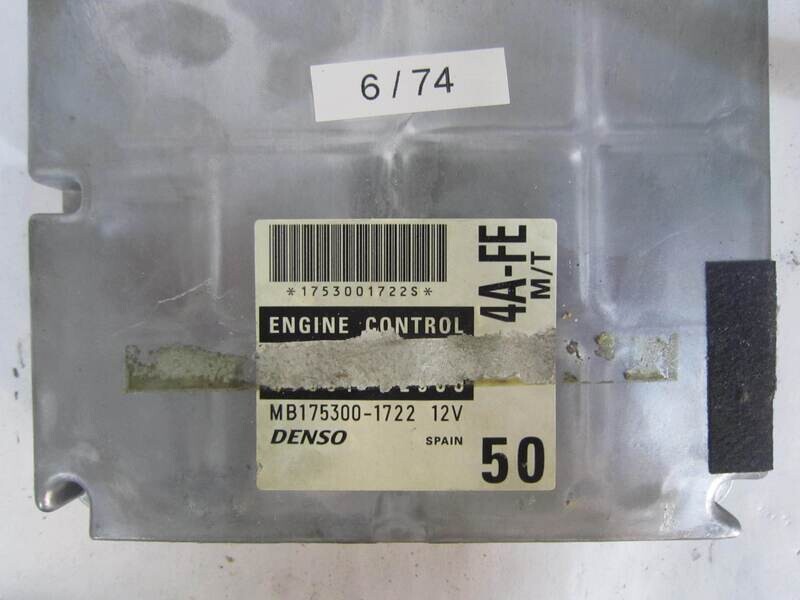 6 / 74
*1753001722S*
4A-FE
M/T
ENGINE CONTROL
MB175300-1722 12V
DENSO
SPAIN
50